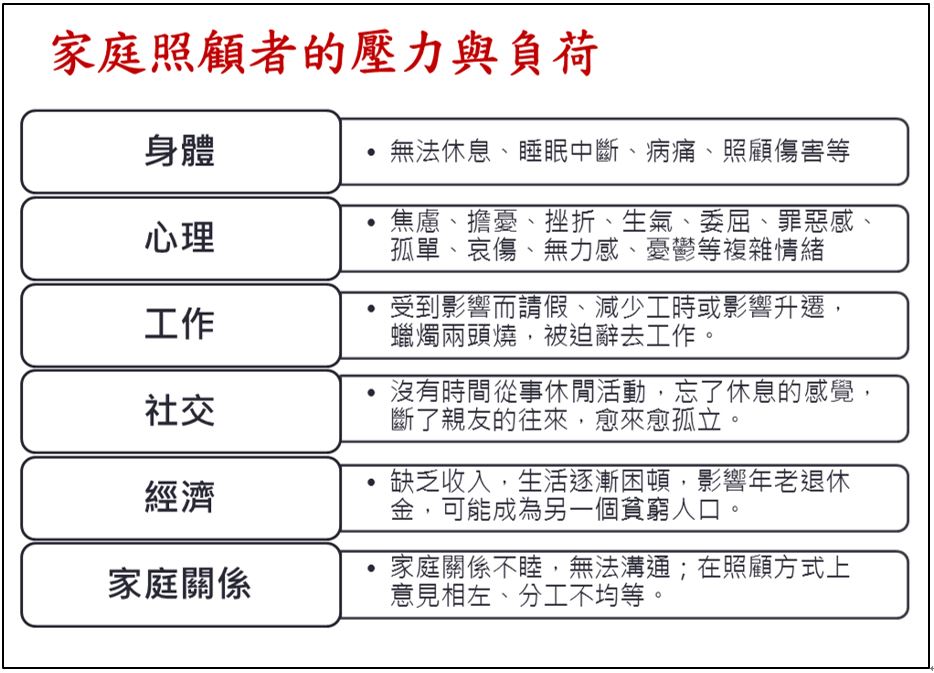 家庭照顧者的壓力與負荷
身體
• 無法休息、睡眠中斷、病痛、照顧傷害等
心理
• 焦慮、擔憂、挫折、生氣、委屈、罪惡感、
孤單、哀傷、無力感、憂鬱等複雜情緒
工作
• 受到影響而請假、減少工時或影響升遷，
蠟燭兩頭燒，被迫辭去工作。
社交
• 沒有時間從事休閒活動，忘了休息的感覺，
斷了親友的往來，愈來愈孤立。
經濟
• 缺乏收入，生活逐漸困頓，影響年老退休
金，可能成為另一個貧窮人口。
家庭關係
• 家庭關係不睦，無法溝通；在照顧方式上
意見相左、分工不均等。